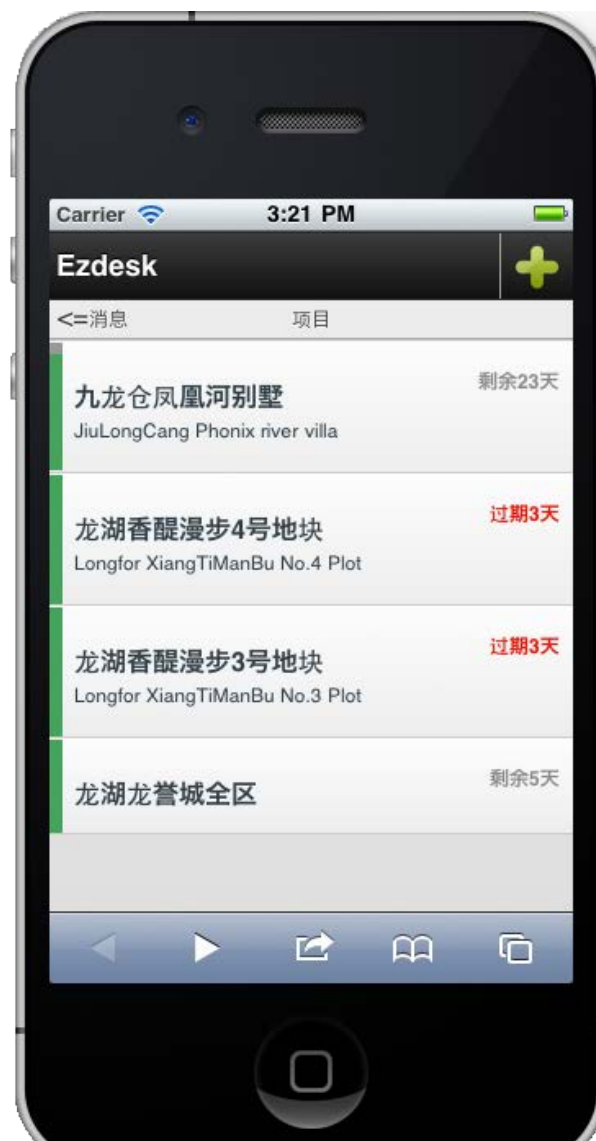 Carrier 3:21 PM
Ezdesk
<=消息 项目
九龙仓凤凰河别墅 剩余23天
JiuLongCang Phonix river villa
龙湖香醍漫步4号地块 过期3天
Longfor XiangTiManBu No.4 Plot
龙湖香醍漫步3号地块 过期3天
Longfor XiangTiManBu No.3 Plot
龙湖龙誉城全区 剩余5天